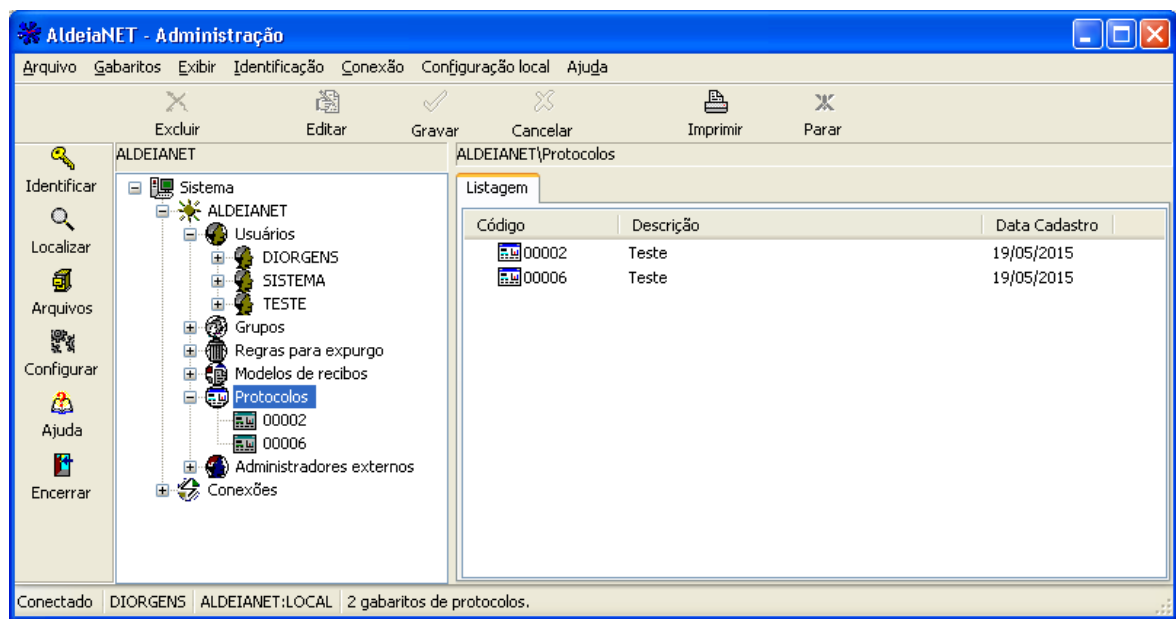 AldeiaNET - Administração
Arquivo Gabaritos Exibir Identificação Conexão Configuração local Ajuda
Excluir Editar Gravar Cancelar Imprimir Parar
Identificar
Localizar
Arquivos
Configurar
Ajuda
Encerrar
ALDEIANET
Sistema
ALDEIANET
Usuários
DIORGENS
SISTEMA
TESTE
Grupos
Regras para expurgo
Modelos de recibos
Protocolos
00002
00006
Administradores externos
Conexões
ALDEIANET\Protocolos
Listagem
Código Descrição Data Cadastro
00002 Teste 19/05/2015
00006 Teste 19/05/2015
Conectado DIORGENS ALDEIANET:LOCAL 2 gabaritos de protocolos.